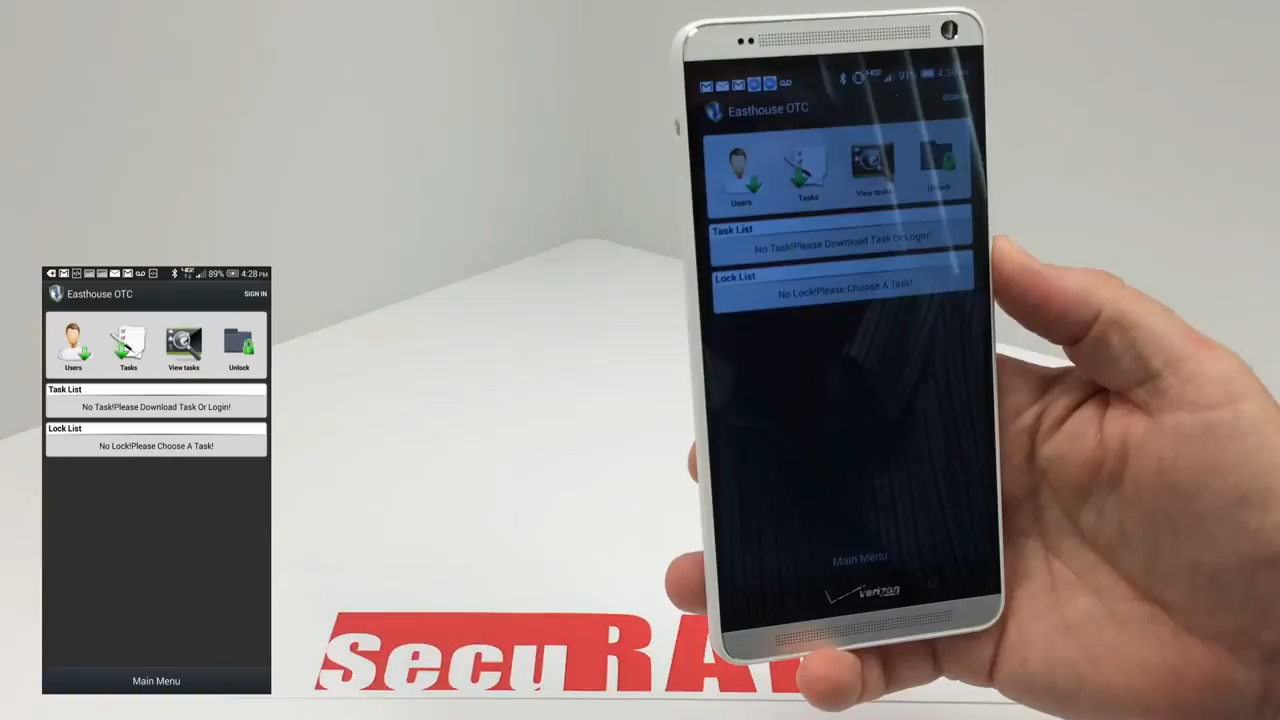 89% 4:28 PM
Easthouse OTC
SIGN IN
Users
Tasks
View tasks
Unlock
Task List
No Task!Please Download Task Or Login!
Lock List
No Lock!Please Choose A Task!
Main Menu
Easthouse OTC
Users
Tasks
View tasks
Unlock
Task List
No Task!Please Download Task Or Login!
Lock List
No Lock!Please Choose A Task!
Main Menu
verizon
SecuRA